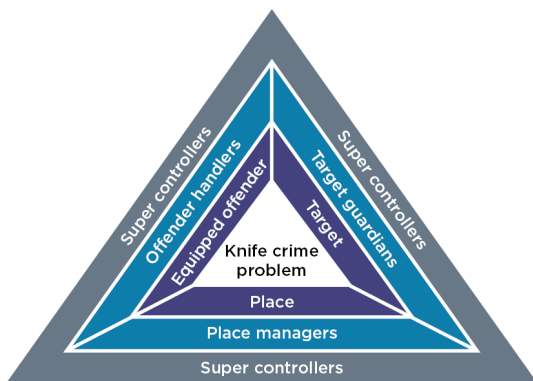 Super controllers
Offender handlers
Equipped offender
Super controllers
Target guardians
Target
Knife crime
problem
Place
Place managers
Super controllers